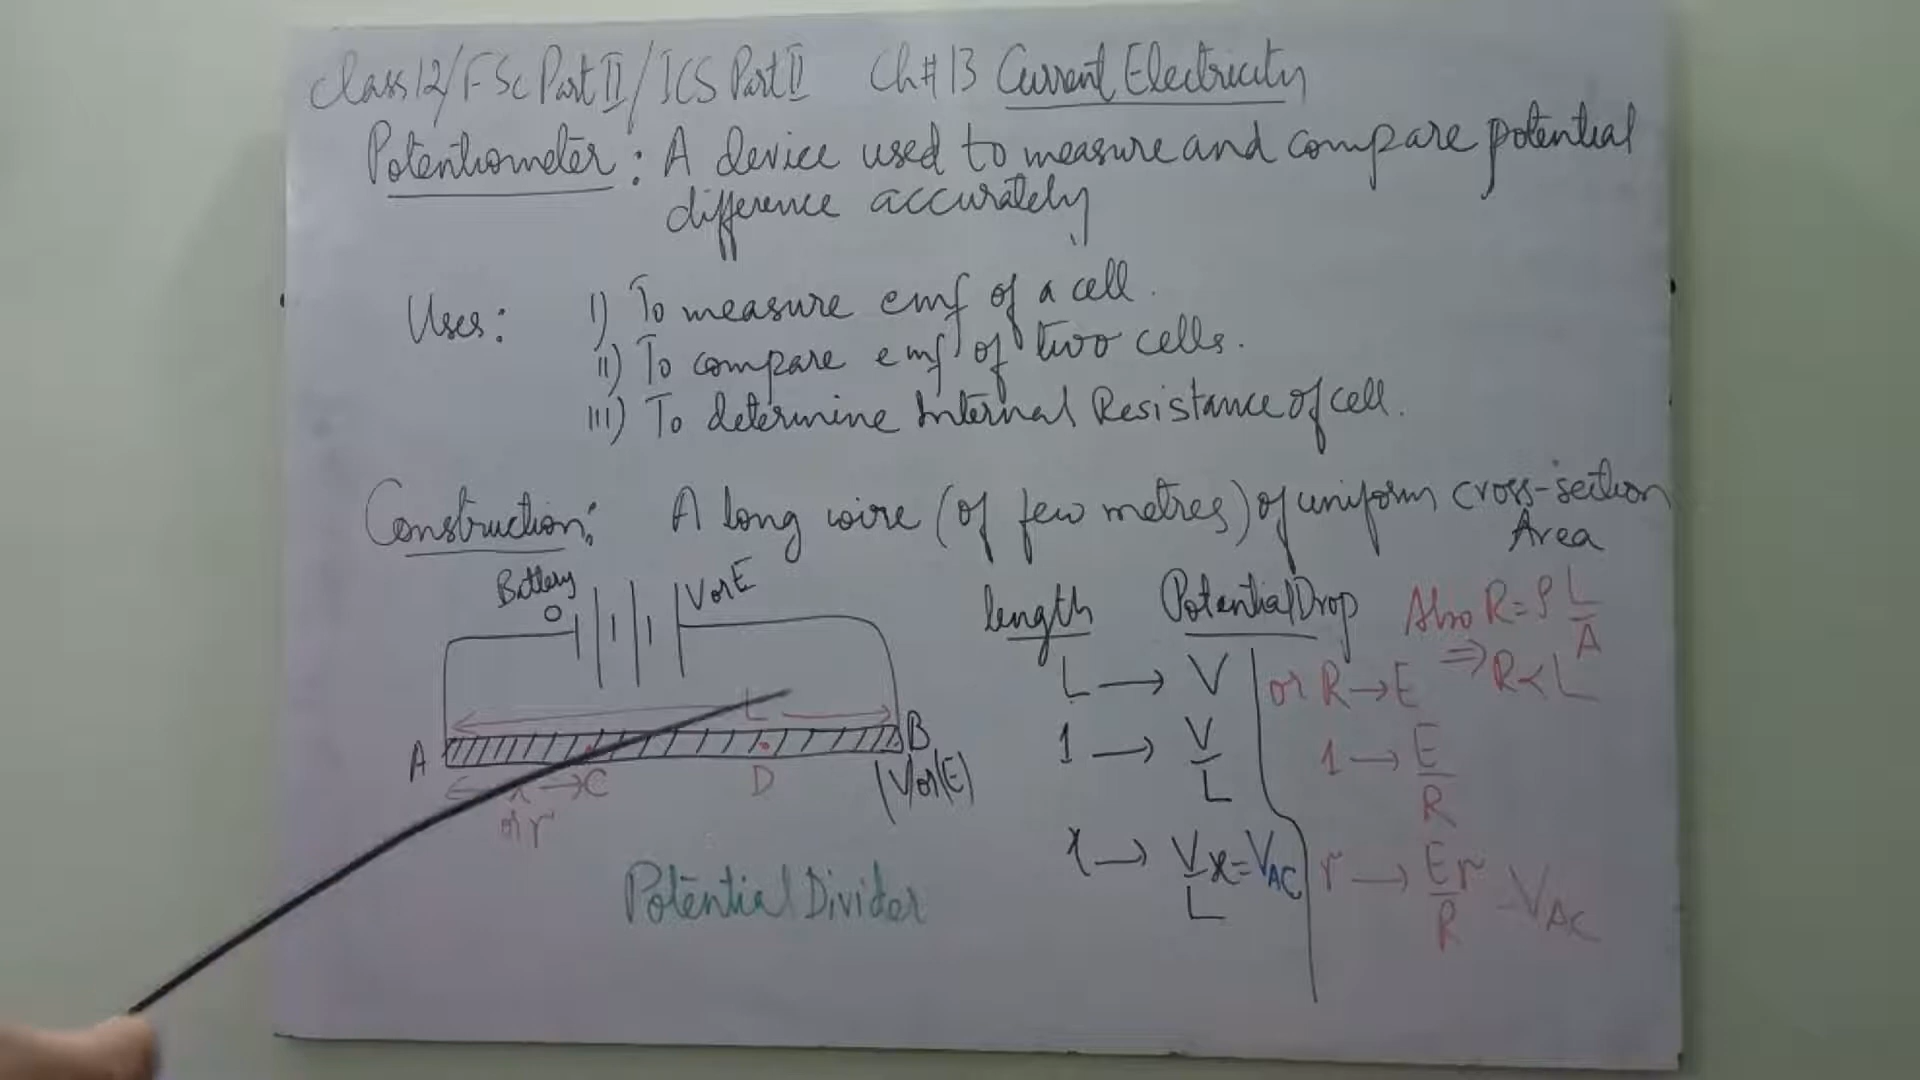 Class 12/FSc Part II/ICS Part II Ch# 13 Current Electricity
Potentiometer: A device used to measure and compare potential
difference accurately
Uses: I) To measure emf of a cell.
II) To compare emf of two cells.
III) To determine Internal Resistance of cell.
Construction: A long wire (of few metres) of uniform cross-section
Area
Battery V or E
O
L
A B
x C D (V or E)
or r
Potential Divider
length Potential Drop Also R = ρ L/A
L → V or R → E ⇒ R ∝ L
1 → V/L 1 → E/R
x → V/L x = VAC r → Er/R = VAC